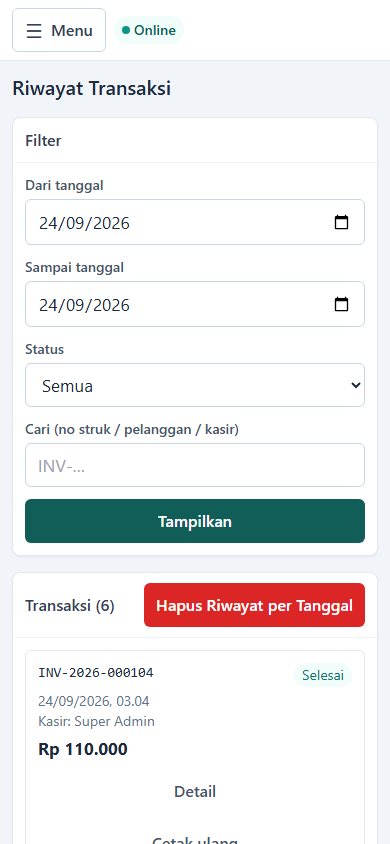 ☰ Menu
Online
Riwayat Transaksi
Filter
Dari tanggal
24/09/2026
Sampai tanggal
24/09/2026
Status
Semua
Cari (no struk / pelanggan / kasir)
INV-...
Tampilkan
Transaksi (6)
Hapus Riwayat per Tanggal
INV-2026-000104
Selesai
24/09/2026, 03.04
Kasir: Super Admin
Rp 110.000
Detail
Cetak ulang